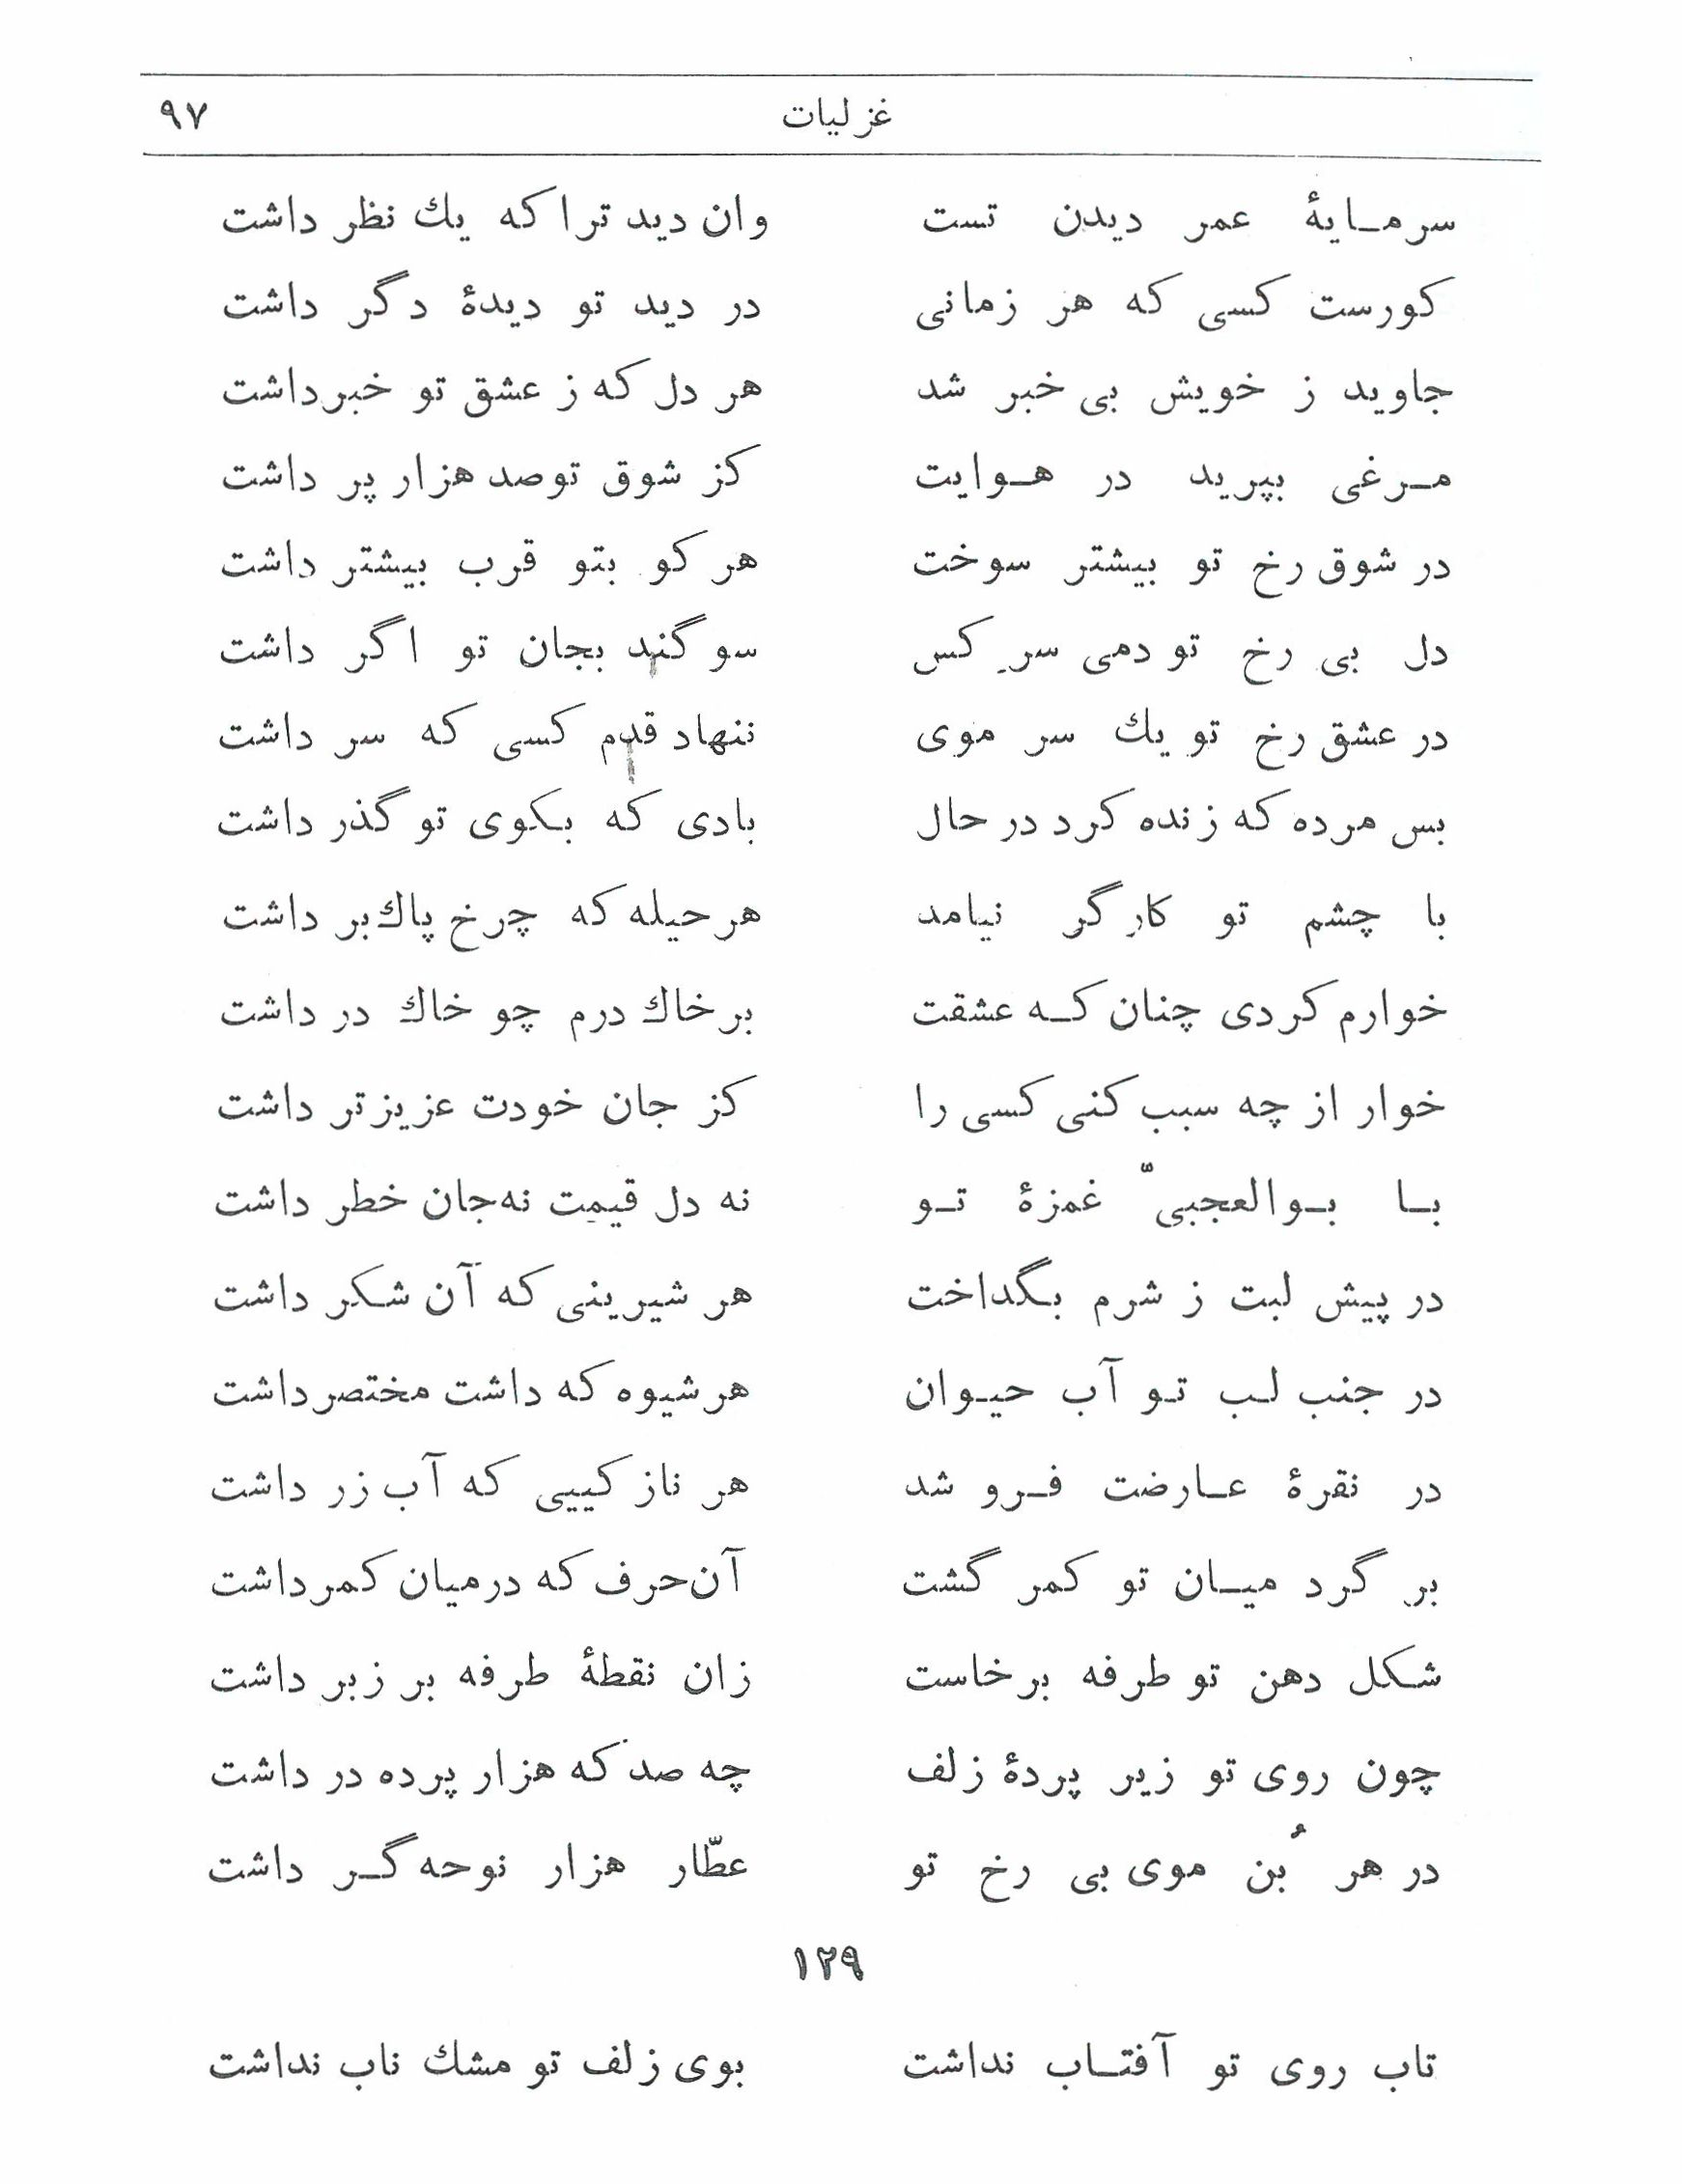 غزلیات ۹۷
سرمایهٔ عمر دیدن تست وان دید ترا که یك نظر داشت
کورست کسی که هر زمانی در دید تو دیدهٔ دگر داشت
جاوید ز خویش بی خبر شد هر دل که ز عشق تو خبرداشت
مرغی بپرید در هوایت کز شوق تو صد هزار پر داشت
در شوق رخ تو بیشتر سوخت هر کو بتو قرب بیشتر داشت
دل بی رخ تو دمی سر کس سوگند بجان تو اگر داشت
در عشق رخ تو یك سر موی ننهاد قدم کسی که سر داشت
بس مرده که زنده کرد در حال بادی که بکوی تو گذر داشت
با چشم تو کارگر نیامد هر حیله که چرخ پاك بر داشت
خوارم کردی چنان که عشقت بر خاك درم چو خاك در داشت
خوار از چه سبب کنی کسی را کز جان خودت عزیزتر داشت
با بوالعجبیّ غمزهٔ تو نه دل قیمت نه جان خطر داشت
در پیش لبت ز شرم بگداخت هر شیرینی که آن شکر داشت
در جنب لب تو آب حیوان هر شیوه که داشت مختصر داشت
در نقرهٔ عارضت فرو شد هر نازکییی که آب زر داشت
بر گرد میان تو کمر گشت آن حرف که در میان کمر داشت
شکل دهن تو طرفه برخاست زان نقطهٔ طرفه بر زبر داشت
چون روی تو زیر پردهٔ زلف چه صد که هزار پرده در داشت
در هر بُن موی بی رخ تو عطّار هزار نوحه گر داشت
۱۲۹
تاب روی تو آفتاب نداشت بوی زلف تو مشك ناب نداشت